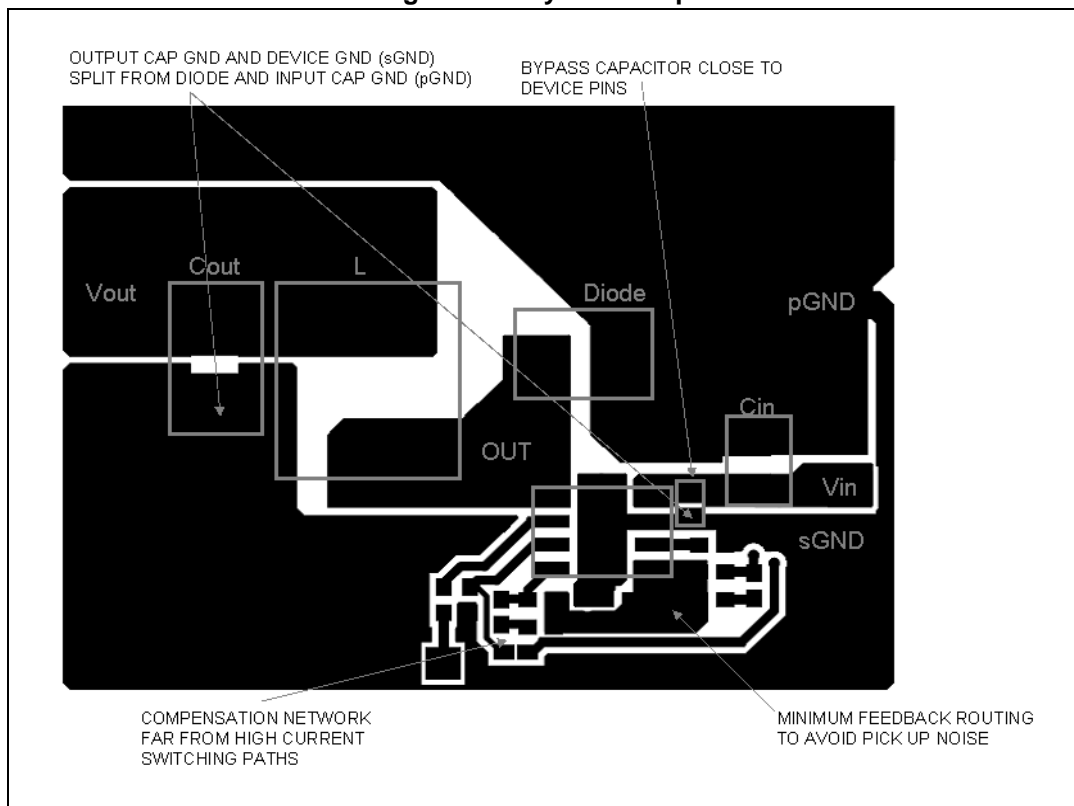 OUTPUT CAP GND AND DEVICE GND (sGND)
SPLIT FROM DIODE AND INPUT CAP GND (pGND)
BYPASS CAPACITOR CLOSE TO
DEVICE PINS
Cout
L
Vout
Diode
pGND
Cin
OUT
Vin
sGND
COMPENSATION NETWORK
FAR FROM HIGH CURRENT
SWITCHING PATHS
MINIMUM FEEDBACK ROUTING
TO AVOID PICK UP NOISE